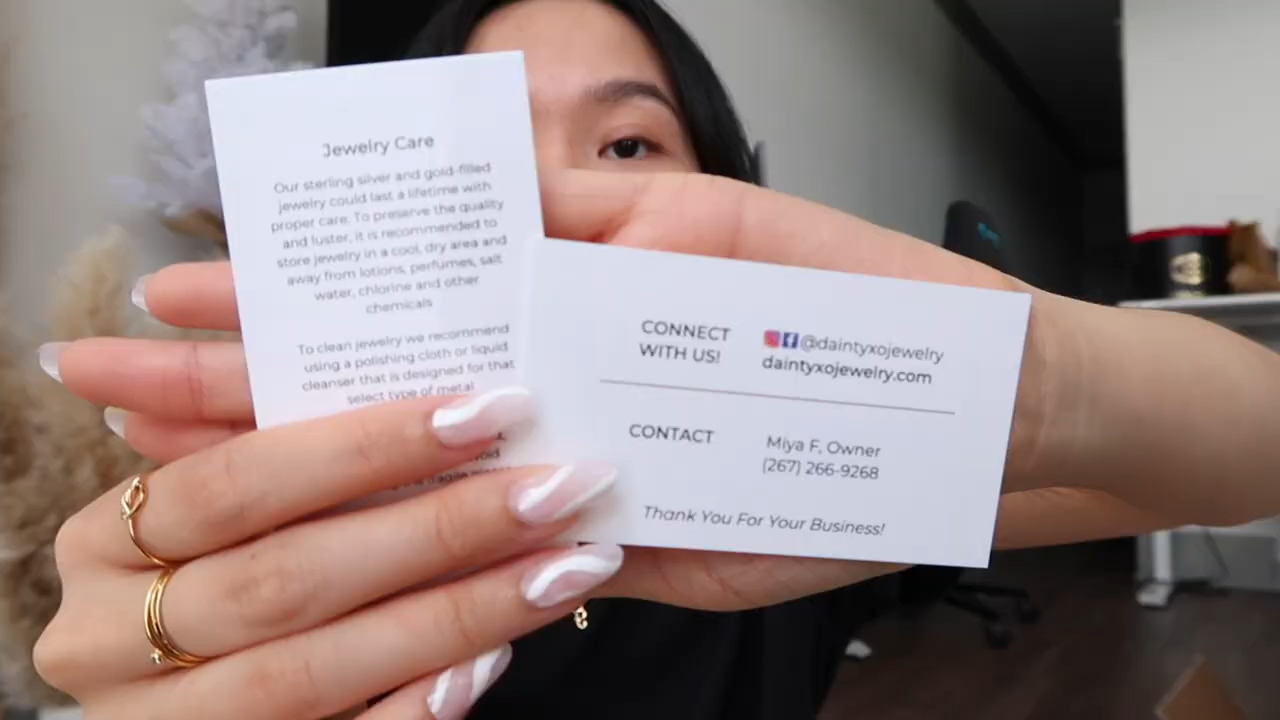 Jewelry Care
Our sterling silver and gold-filled
jewelry could last a lifetime with
proper care. To preserve the quality
and luster, it is recommended to
store jewelry in a cool, dry area and
away from lotions, perfumes, salt
water, chlorine and other
chemicals
To clean jewelry we recommend
using a polishing cloth or liquid
cleanser that is designed for that
select type of metal
CONNECT
WITH US!
@daintyxojewelry
daintyxojewelry.com
CONTACT
Miya F, Owner
(267) 266-9268
Thank You For Your Business!